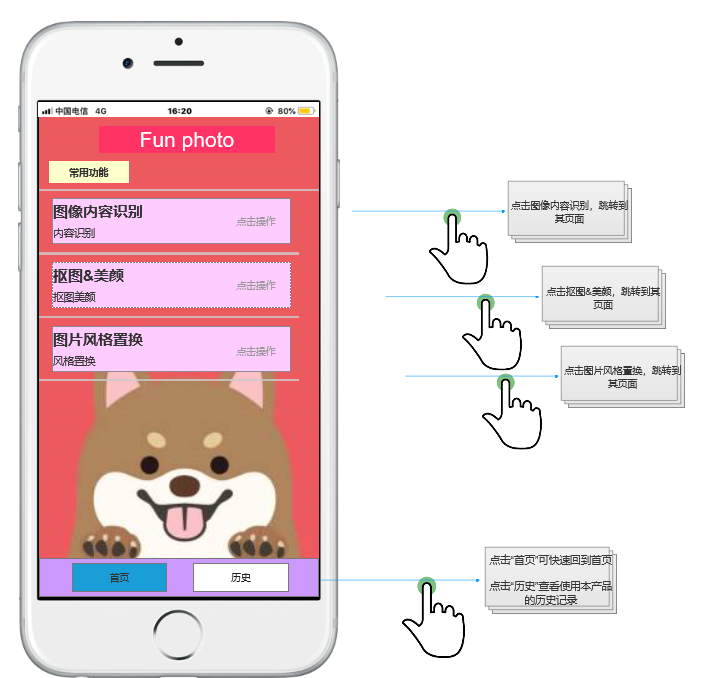 中国电信 4G 16:20 80%
Fun photo
常用功能
图像内容识别
点击操作
内容识别
抠图&美颜
点击操作
抠图美颜
图片风格置换
点击操作
风格置换
首页 历史
点击图像内容识别，跳转到
其页面
点击抠图&美颜，跳转到其
页面
点击图片风格置换，跳转到
其页面
点击“首页”可快速回到首页
点击“历史”查看使用本产品
的历史记录